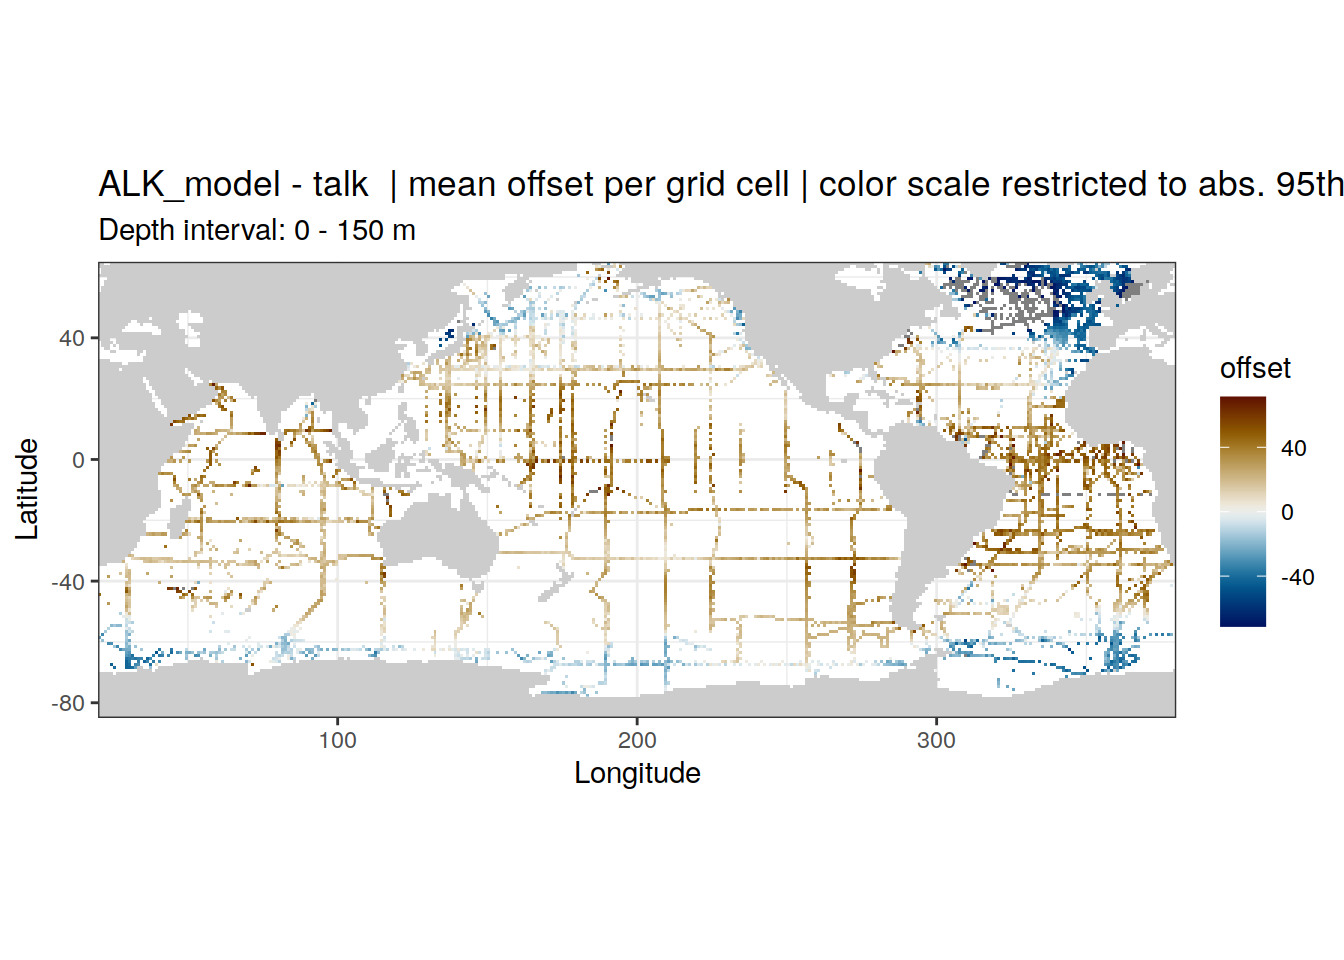 ALK_model - talk  | mean offset per grid cell | color scale restricted to abs. 95th
Depth interval: 0 - 150 m
offset
40
0
-40
40
0
-40
-80
Latitude
100
200
300
Longitude